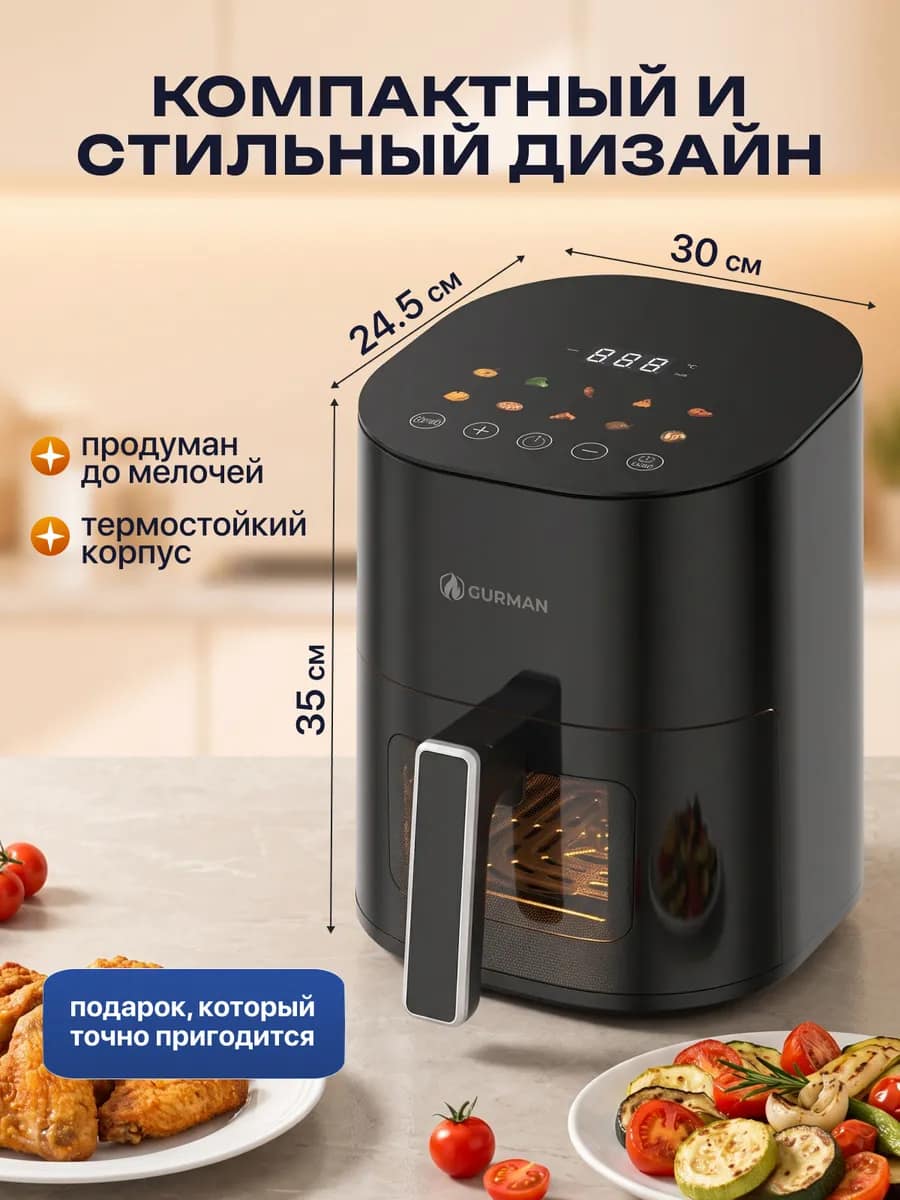 КОМПАКТНЫЙ И
СТИЛЬНЫЙ ДИЗАЙН
30 см
24.5 см
888
°C
продуман
до мелочей
термостойкий
корпус
GURMAN
35 см
подарок, который
точно пригодится